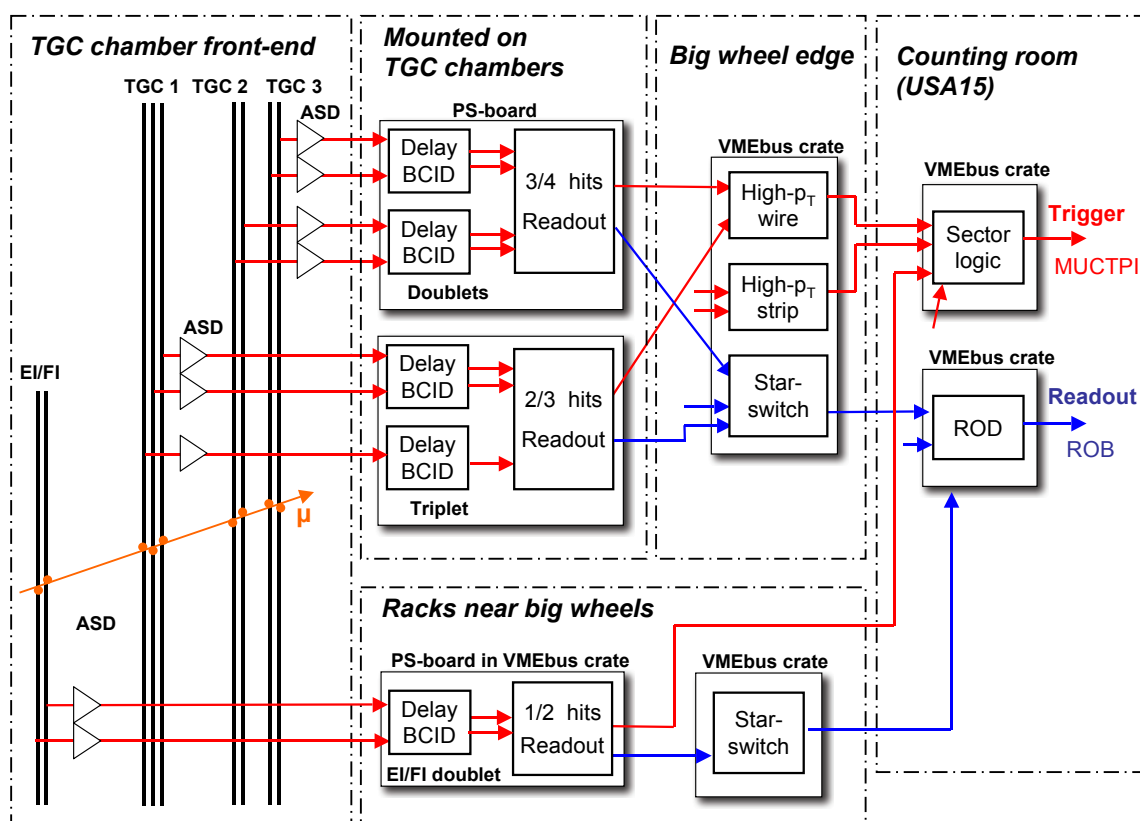 TGC chamber front-end
TGC 1
TGC 2
TGC 3
ASD
ASD
EI/FI
µ
ASD
Mounted on
TGC chambers
PS-board
Delay
BCID
Delay
BCID
3/4 hits
Readout
Doublets
Delay
BCID
Delay
BCID
2/3 hits
Readout
Triplet
Big wheel edge
VMEbus crate
High-pT
wire
High-pT
strip
Star-
switch
Counting room
(USA15)
VMEbus crate
Sector
logic
Trigger
MUCTPI
VMEbus crate
ROD
Readout
ROB
Racks near big wheels
PS-board in VMEbus crate
Delay
BCID
1/2 hits
Readout
EI/FI doublet
VMEbus crate
Star-
switch